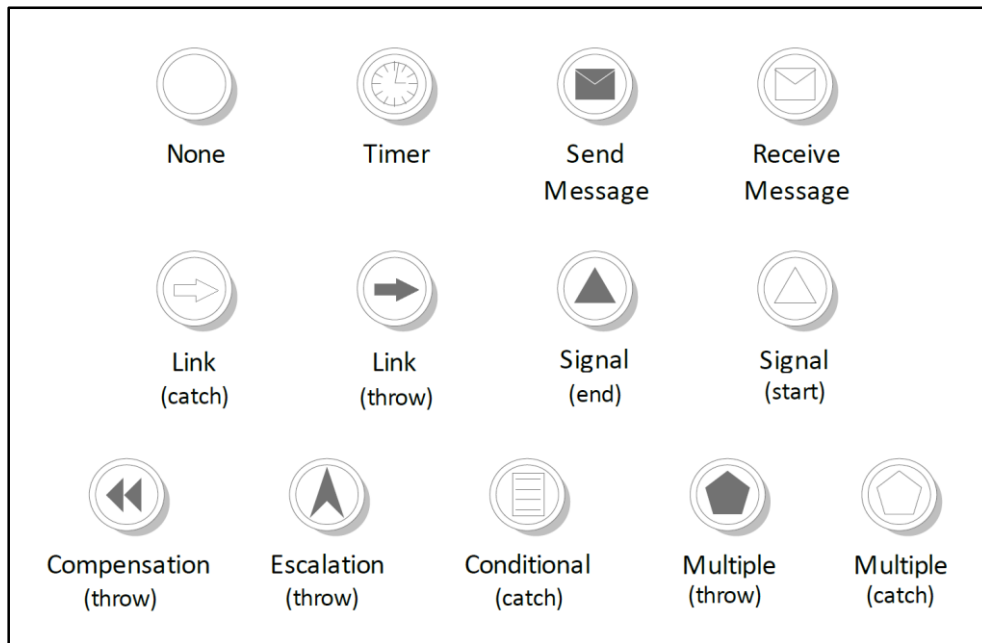 None Timer Send Receive
Message Message
Link Link Signal Signal
(catch) (throw) (end) (start)
Compensation Escalation Conditional Multiple Multiple
(throw) (throw) (catch) (throw) (catch)